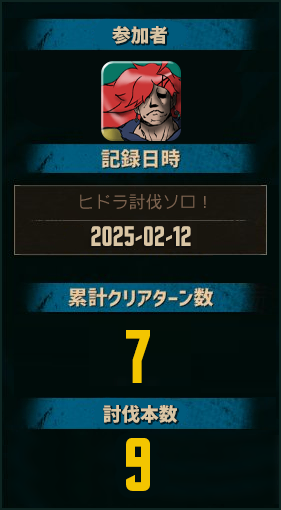 参加者
記録日時
ヒドラ討伐ソロ！
2025-02-12
累計クリアターン数
7
討伐本数
9